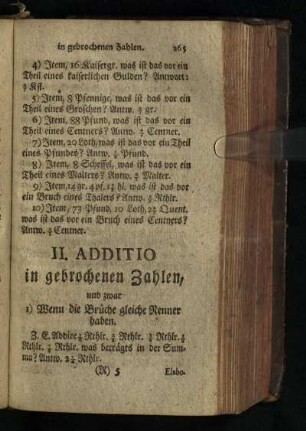 in gebrochenen Zahlen. 265
4) Item, 16 Kaisergr. was ist das vor ein
Theil eines kaiserlichen Gulden? Antwort:
Kfl.
5) Item, 8 Pfennige, was ist das vor ein
Theil eines Groschen? Antw. gr.
6) Item, 88 Pfund, was ist das vor ein
Theil eines Centners? Antw. Centner.
7) Item, 20 Loth, was ist das vor ein Theil
eines Pfundes? Antw. Pfund.
8) Item, 8 Scheffel, was ist das vor ein
Theil eines Malters? Antw. Malter.
9) Item, 14 gr. 4 pf. hl. was ist das vor
ein Bruch eines Thalers? Antw. Rthlr.
10) Item, 73 Pfund, 10 Loth, Quent.
was ist das vor ein Bruch eines Centners?
Antw. Centner.
II. ADDITIO
in gebrochenen Zahlen,
und zwar
1) Wenn die Brüche gleiche Nenner
haben.
Z. E. Addire Rthlr. Rthlr. Rthlr.
Rthlr. Rthlr. was beträgts in der Sum-
ma? Antw. Rthlr.
(R) 5 Eisbo-